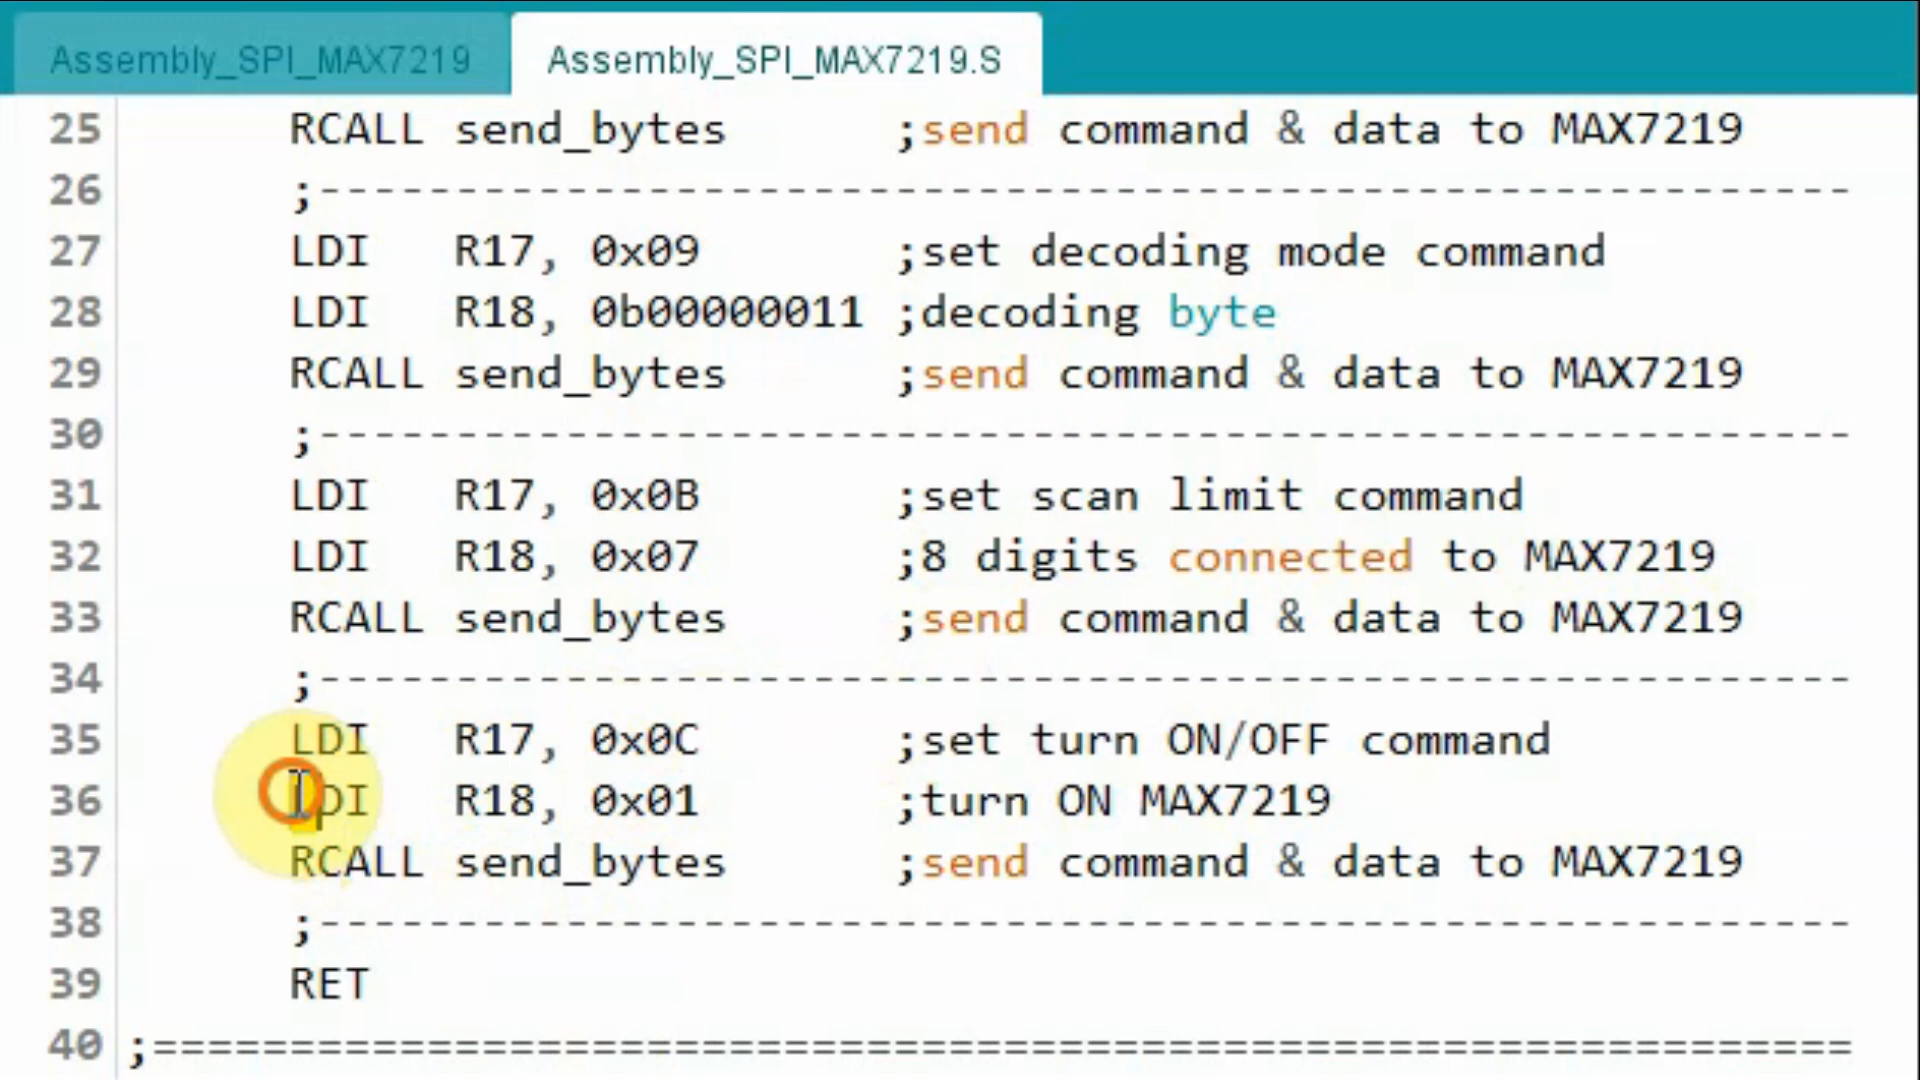 Assembly_SPI_MAX7219 Assembly_SPI_MAX7219.S
25 RCALL send_bytes ;send command & data to MAX7219
26 ;--------------------------------------------------------
27 LDI R17, 0x09 ;set decoding mode command
28 LDI R18, 0b00000011 ;decoding byte
29 RCALL send_bytes ;send command & data to MAX7219
30 ;--------------------------------------------------------
31 LDI R17, 0x0B ;set scan limit command
32 LDI R18, 0x07 ;8 digits connected to MAX7219
33 RCALL send_bytes ;send command & data to MAX7219
34 ;--------------------------------------------------------
35 LDI R17, 0x0C ;set turn ON/OFF command
36 LDI R18, 0x01 ;turn ON MAX7219
37 RCALL send_bytes ;send command & data to MAX7219
38 ;--------------------------------------------------------
39 RET
40 ;==============================================================